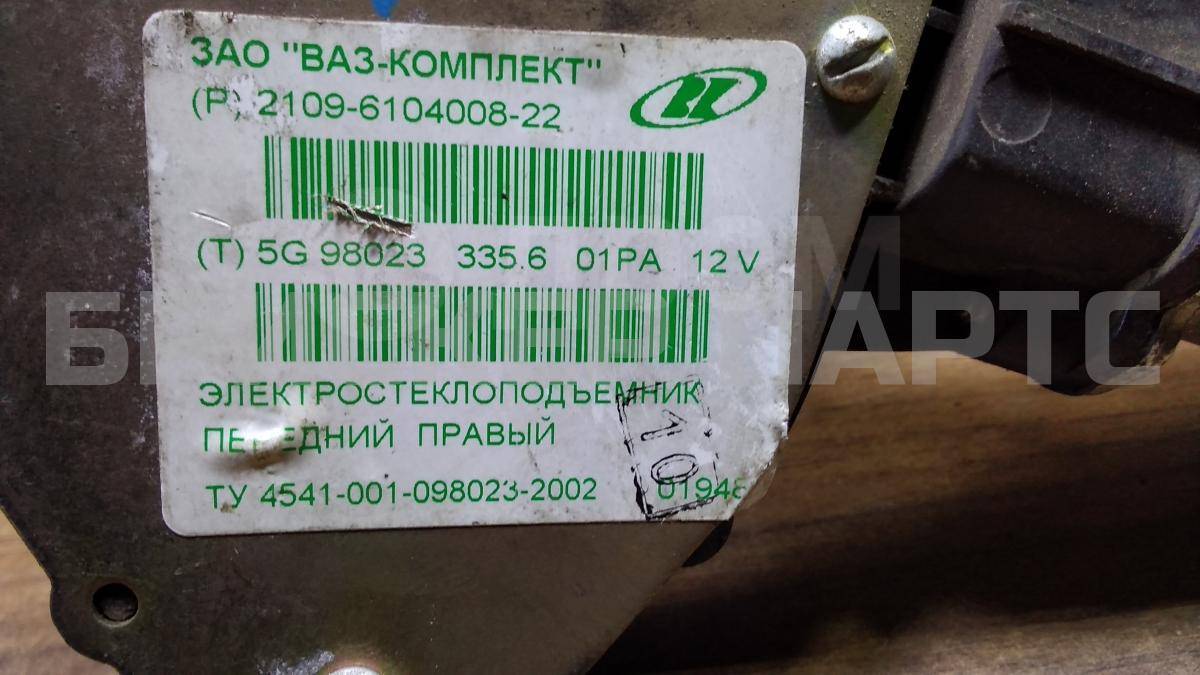 ЗАО "ВАЗ-КОМПЛЕКТ"
(P) 2109-6104008-22
(T) 5G 98023 335.6 01PA 12 V
ЭЛЕКТРОСТЕКЛОПОДЪЕМНИК
ПЕРЕДНИЙ ПРАВЫЙ
ТУ 4541-001-098023-2002
10